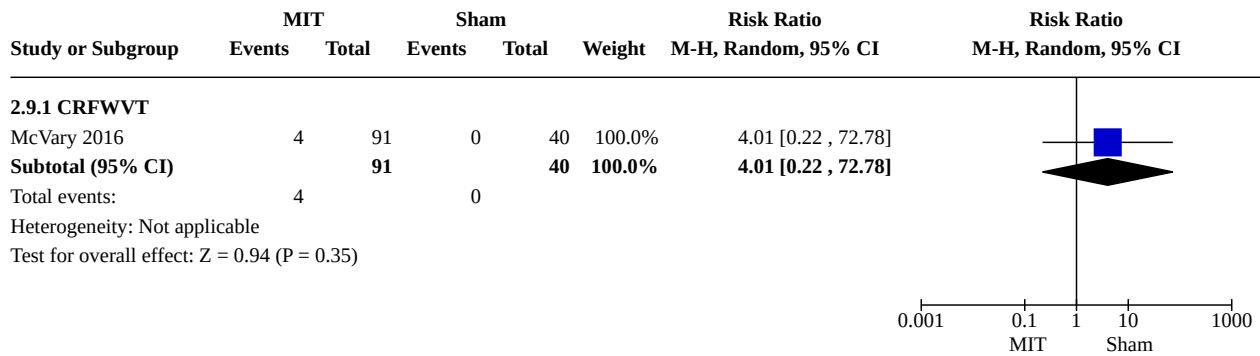 MIT Sham Risk Ratio Risk Ratio
Study or Subgroup Events Total Events Total Weight M-H, Random, 95% CI M-H, Random, 95% CI
2.9.1 CRFWVT
McVary 2016 4 91 0 40 100.0% 4.01 [0.22 , 72.78]
Subtotal (95% CI) 91 40 100.0% 4.01 [0.22 , 72.78]
Total events: 4 0
Heterogeneity: Not applicable
Test for overall effect: Z = 0.94 (P = 0.35)
0.001 0.1 1 10 1000
MIT Sham